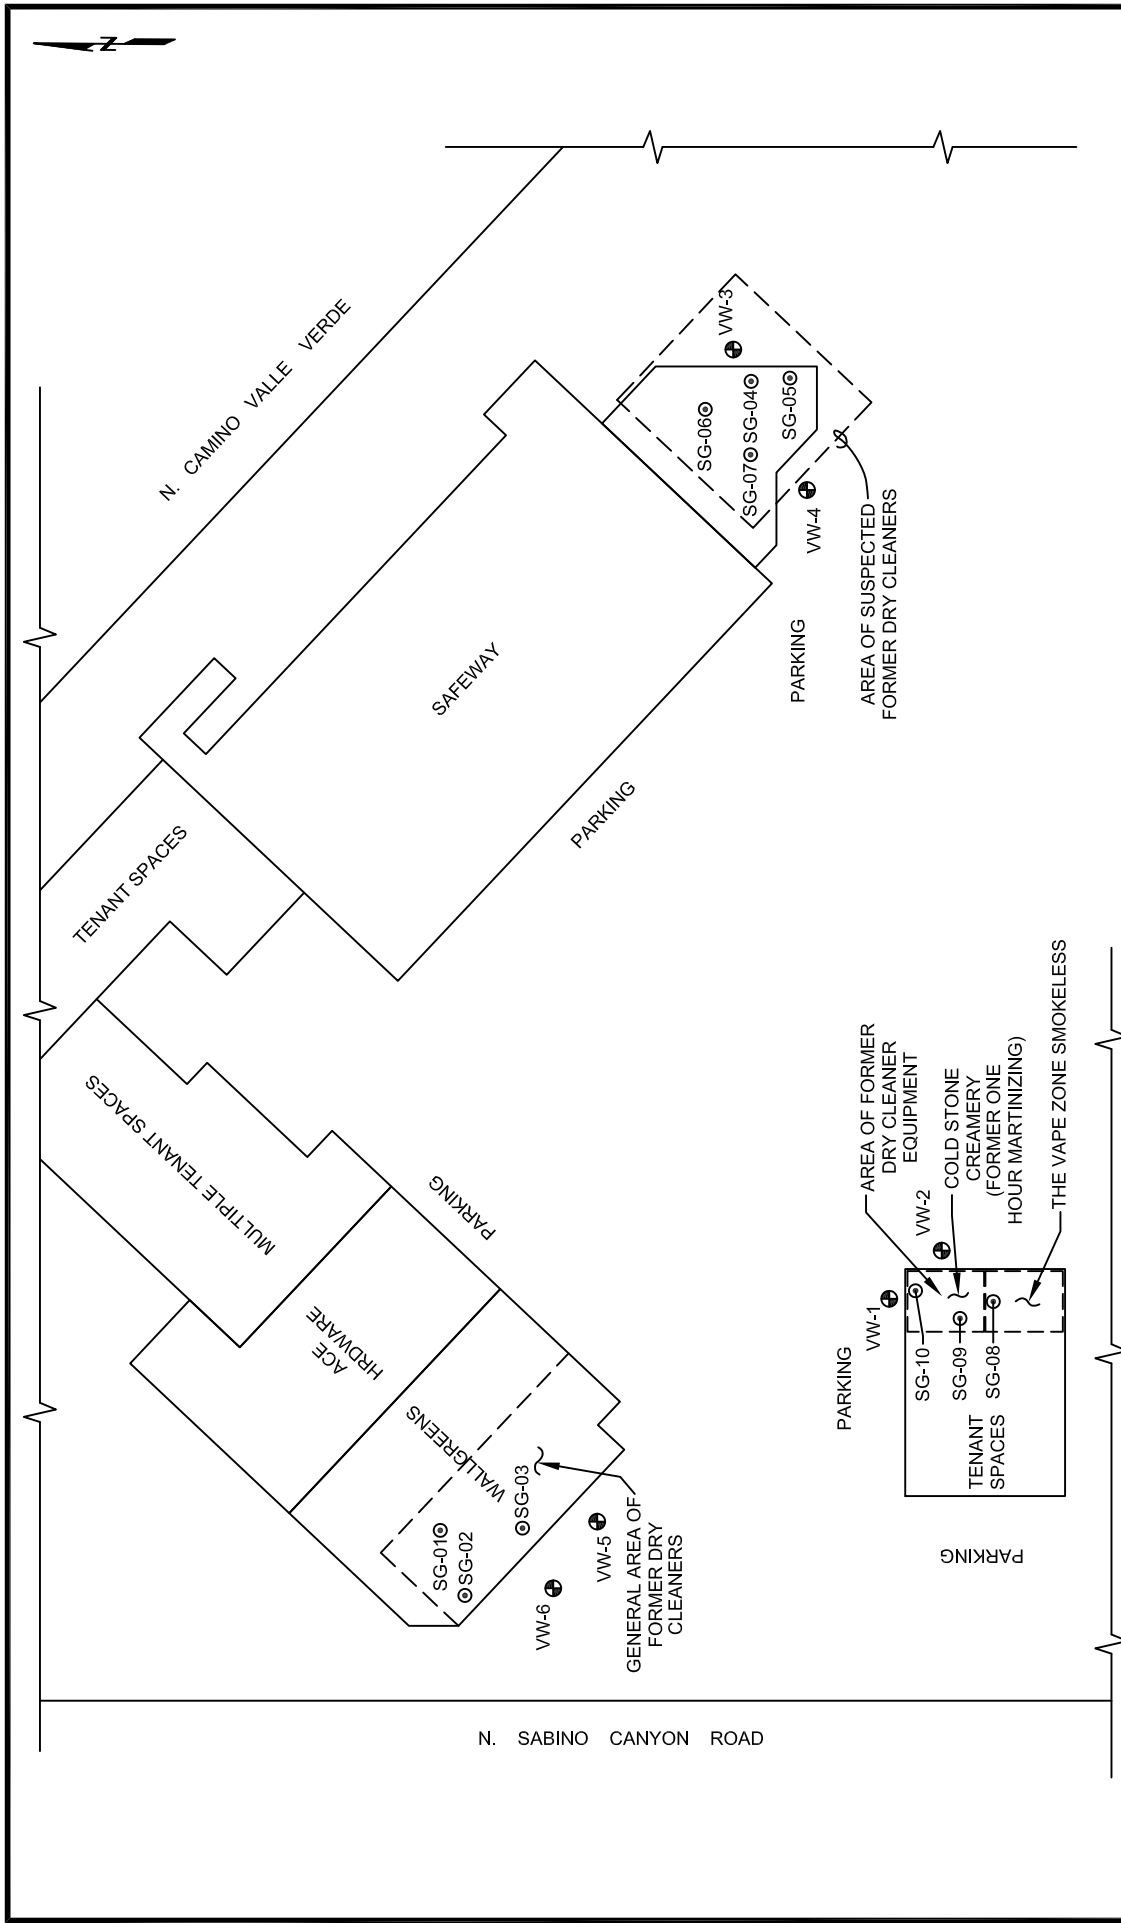 N
N. CAMINO VALLE VERDE
VW-3
SG-06
SG-04
SG-05
SG-07
VW-4
AREA OF SUSPECTED
FORMER DRY CLEANERS
PARKING
SAFEWAY
PARKING
TENANT SPACES
MULTIPLE TENANT SPACES
PARKING
ACE
HRDWARE
WALLGREENS
SG-01
SG-02
SG-03
VW-5
VW-6
GENERAL AREA OF
FORMER DRY
CLEANERS
AREA OF FORMER
DRY CLEANER
EQUIPMENT
VW-2
COLD STONE
CREAMERY
(FORMER ONE
HOUR MARTINIZING)
THE VAPE ZONE SMOKELESS
VW-1
PARKING
SG-10
SG-09
SG-08
TENANT
SPACES
PARKING
N. SABINO CANYON ROAD